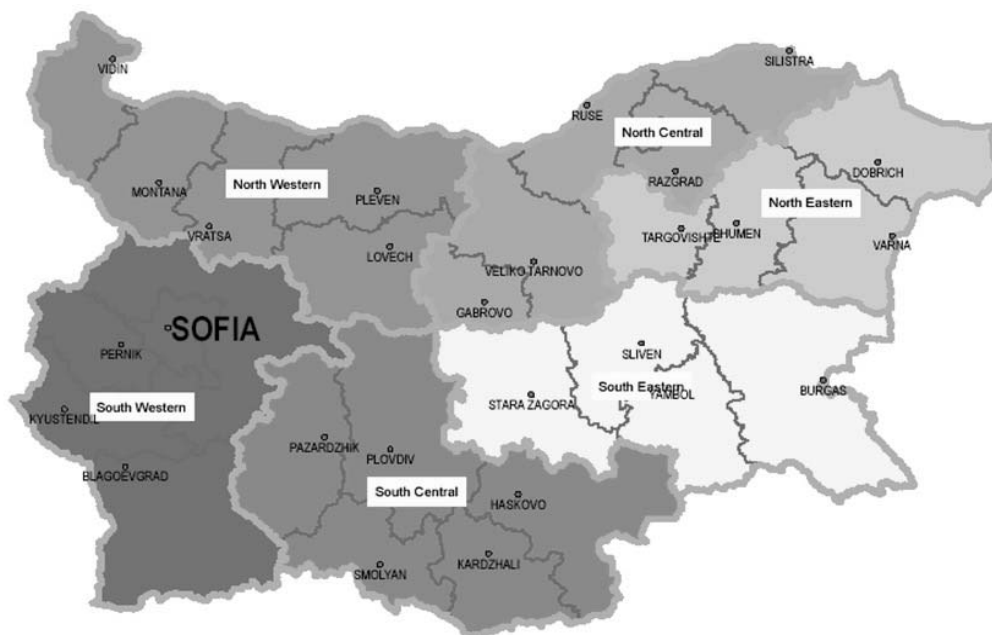 SILISTRA
VIDIN
RUSE
North Central
DOBRICH
RAZGRAD
North Western
MONTANA
PLEVEN
North Eastern
VRATSA
TARGOVISHTE
SHUMEN
VARNA
LOVECH
VELIKO TARNOVO
GABROVO
SOFIA
PERNIK
SLIVEN
South Eastern
YAMBOL
BURGAS
STARA ZAGORA
South Western
KYUSTENDIL
PAZARDZHIK
PLOVDIV
BLAGOEVGRAD
South Central
HASKOVO
KARDZHALI
SMOLYAN